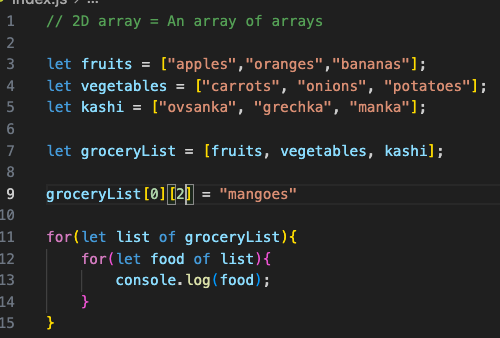 index.js > ...
1 // 2D array = An array of arrays
2
3 let fruits = ["apples","oranges","bananas"];
4 let vegetables = ["carrots", "onions", "potatoes"];
5 let kashi = ["ovsanka", "grechka", "manka"];
6
7 let groceryList = [fruits, vegetables, kashi];
8
9 groceryList[0][2] = "mangoes"
10
11 for(let list of groceryList){
12     for(let food of list){
13         console.log(food);
14     }
15 }